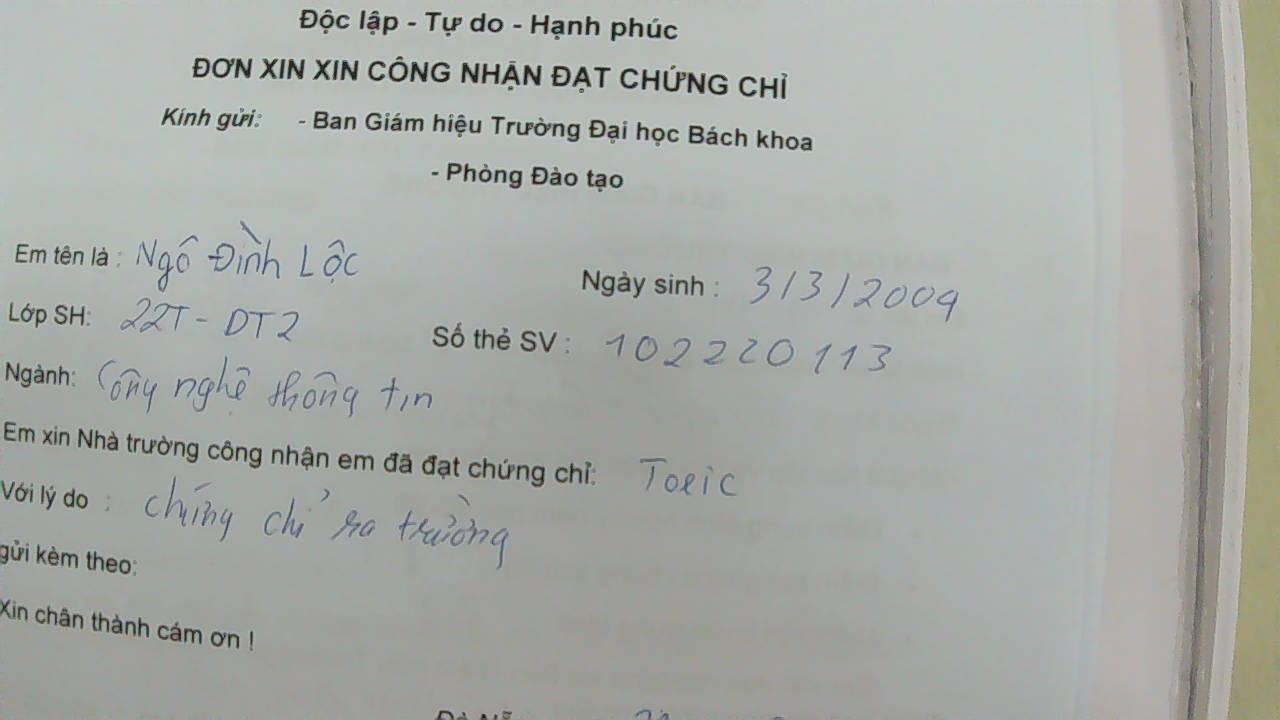 Độc lập - Tự do - Hạnh phúc
ĐƠN XIN XIN CÔNG NHẬN ĐẠT CHỨNG CHỈ
Kính gửi: - Ban Giám hiệu Trường Đại học Bách khoa
- Phòng Đào tạo
Em tên là : Ngô Đình Lộc Ngày sinh : 3/3/2004
Lớp SH: 22T - DT2 Số thẻ SV : 102220113
Ngành: Công nghệ thông tin
Em xin Nhà trường công nhận em đã đạt chứng chỉ: Toeic
Với lý do : chứng chỉ ra trường
gửi kèm theo:
Xin chân thành cám ơn !